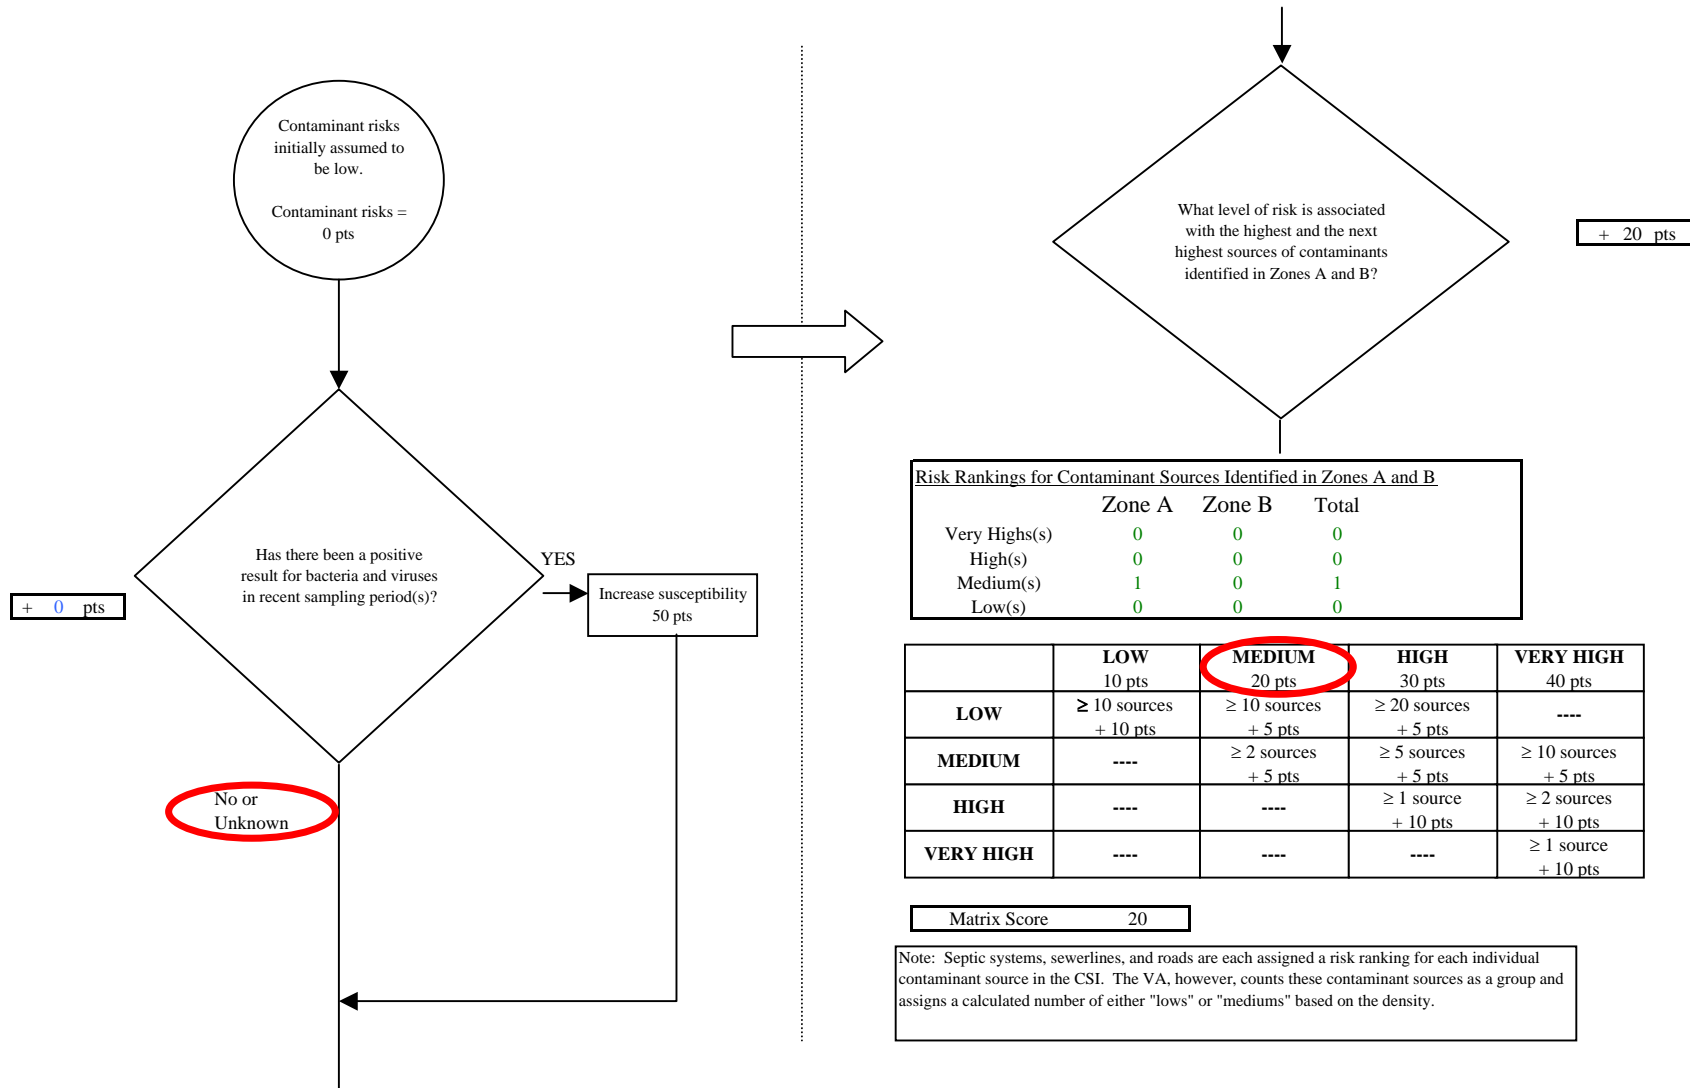 Contaminant risks
initially assumed to
be low.
Contaminant risks =
0 pts
Has there been a positive
result for bacteria and viruses
in recent sampling period(s)?
YES
Increase susceptibility
50 pts
+ 0 pts
No or
Unknown
What level of risk is associated
with the highest and the next
highest sources of contaminants
identified in Zones A and B?
+ 20 pts
Risk Rankings for Contaminant Sources Identified in Zones A and B
Zone A Zone B Total
Very Highs(s) 0 0 0
High(s) 0 0 0
Medium(s) 1 0 1
Low(s) 0 0 0
LOW MEDIUM HIGH VERY HIGH
10 pts 20 pts 30 pts 40 pts
LOW ≥ 10 sources ≥ 10 sources ≥ 20 sources ----
+ 10 pts + 5 pts + 5 pts
MEDIUM ---- ≥ 2 sources ≥ 5 sources ≥ 10 sources
+ 5 pts + 5 pts + 5 pts
HIGH ---- ---- ≥ 1 source ≥ 2 sources
+ 10 pts + 10 pts
VERY HIGH ---- ---- ---- ≥ 1 source
+ 10 pts
Matrix Score 20
Note: Septic systems, sewerlines, and roads are each assigned a risk ranking for each individual
contaminant source in the CSI. The VA, however, counts these contaminant sources as a group and
assigns a calculated number of either "lows" or "mediums" based on the density.